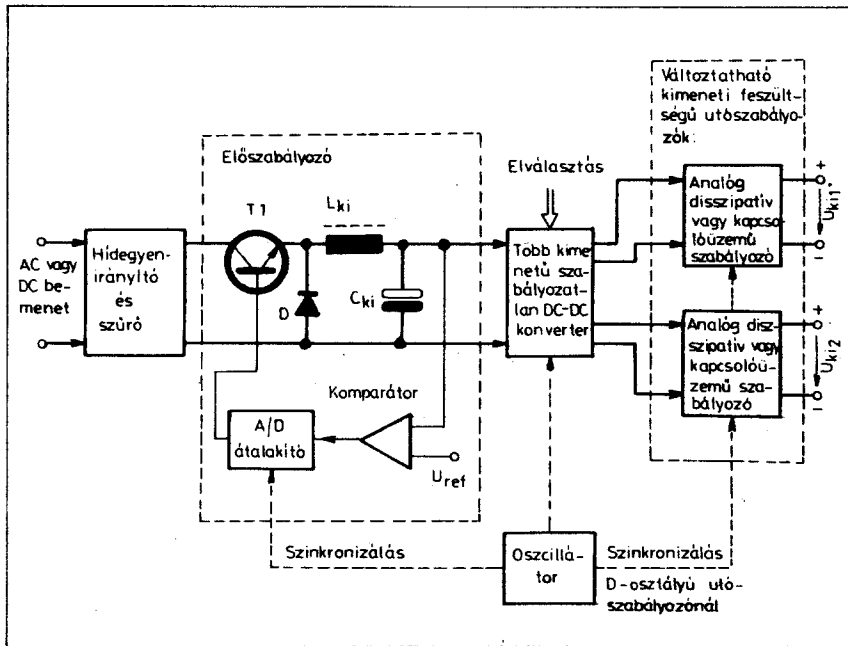 Változtatható
kimeneti feszült-
ségű utószabályo-
zók:
Előszabályozó
T1
Lki
Elválasztás
AC vagy
DC be-
menet
Hídegyen-
irányító
és
szűrő
D
Cki
Több kime-
netű sza-
bályozat-
lan DC-DC
konverter
Analóg
disszipatív
vagy kapcso-
lóüzemű
szabályozó
+
Uki1
–
Analóg disz-
szipatív vagy
kapcsolóü-
zemű sza-
bályozó
+
Uki2
–
Komparátor
A/D
átalakító
Uref
Szinkronizálás
Oszcillá-
tor
Szinkronizálás
D-osztályú utó-
szabályozónál